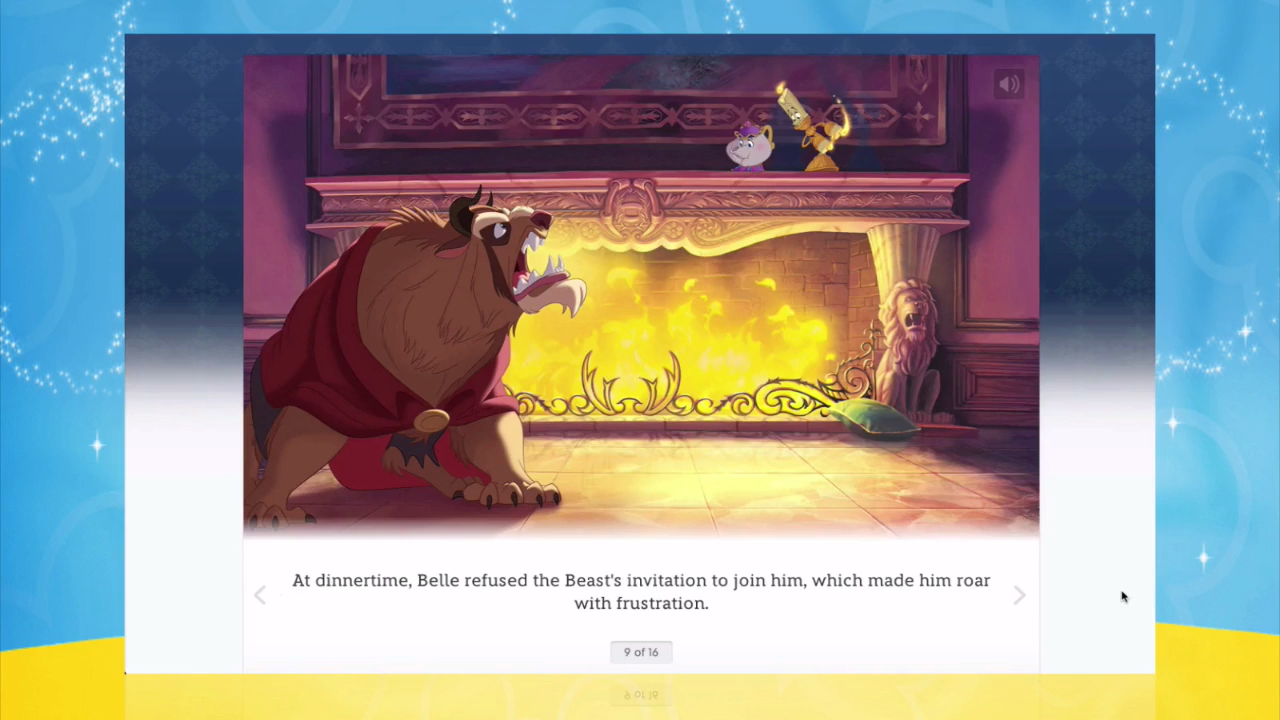 At dinnertime, Belle refused the Beast's invitation to join him, which made him roar
with frustration.
9 of 16